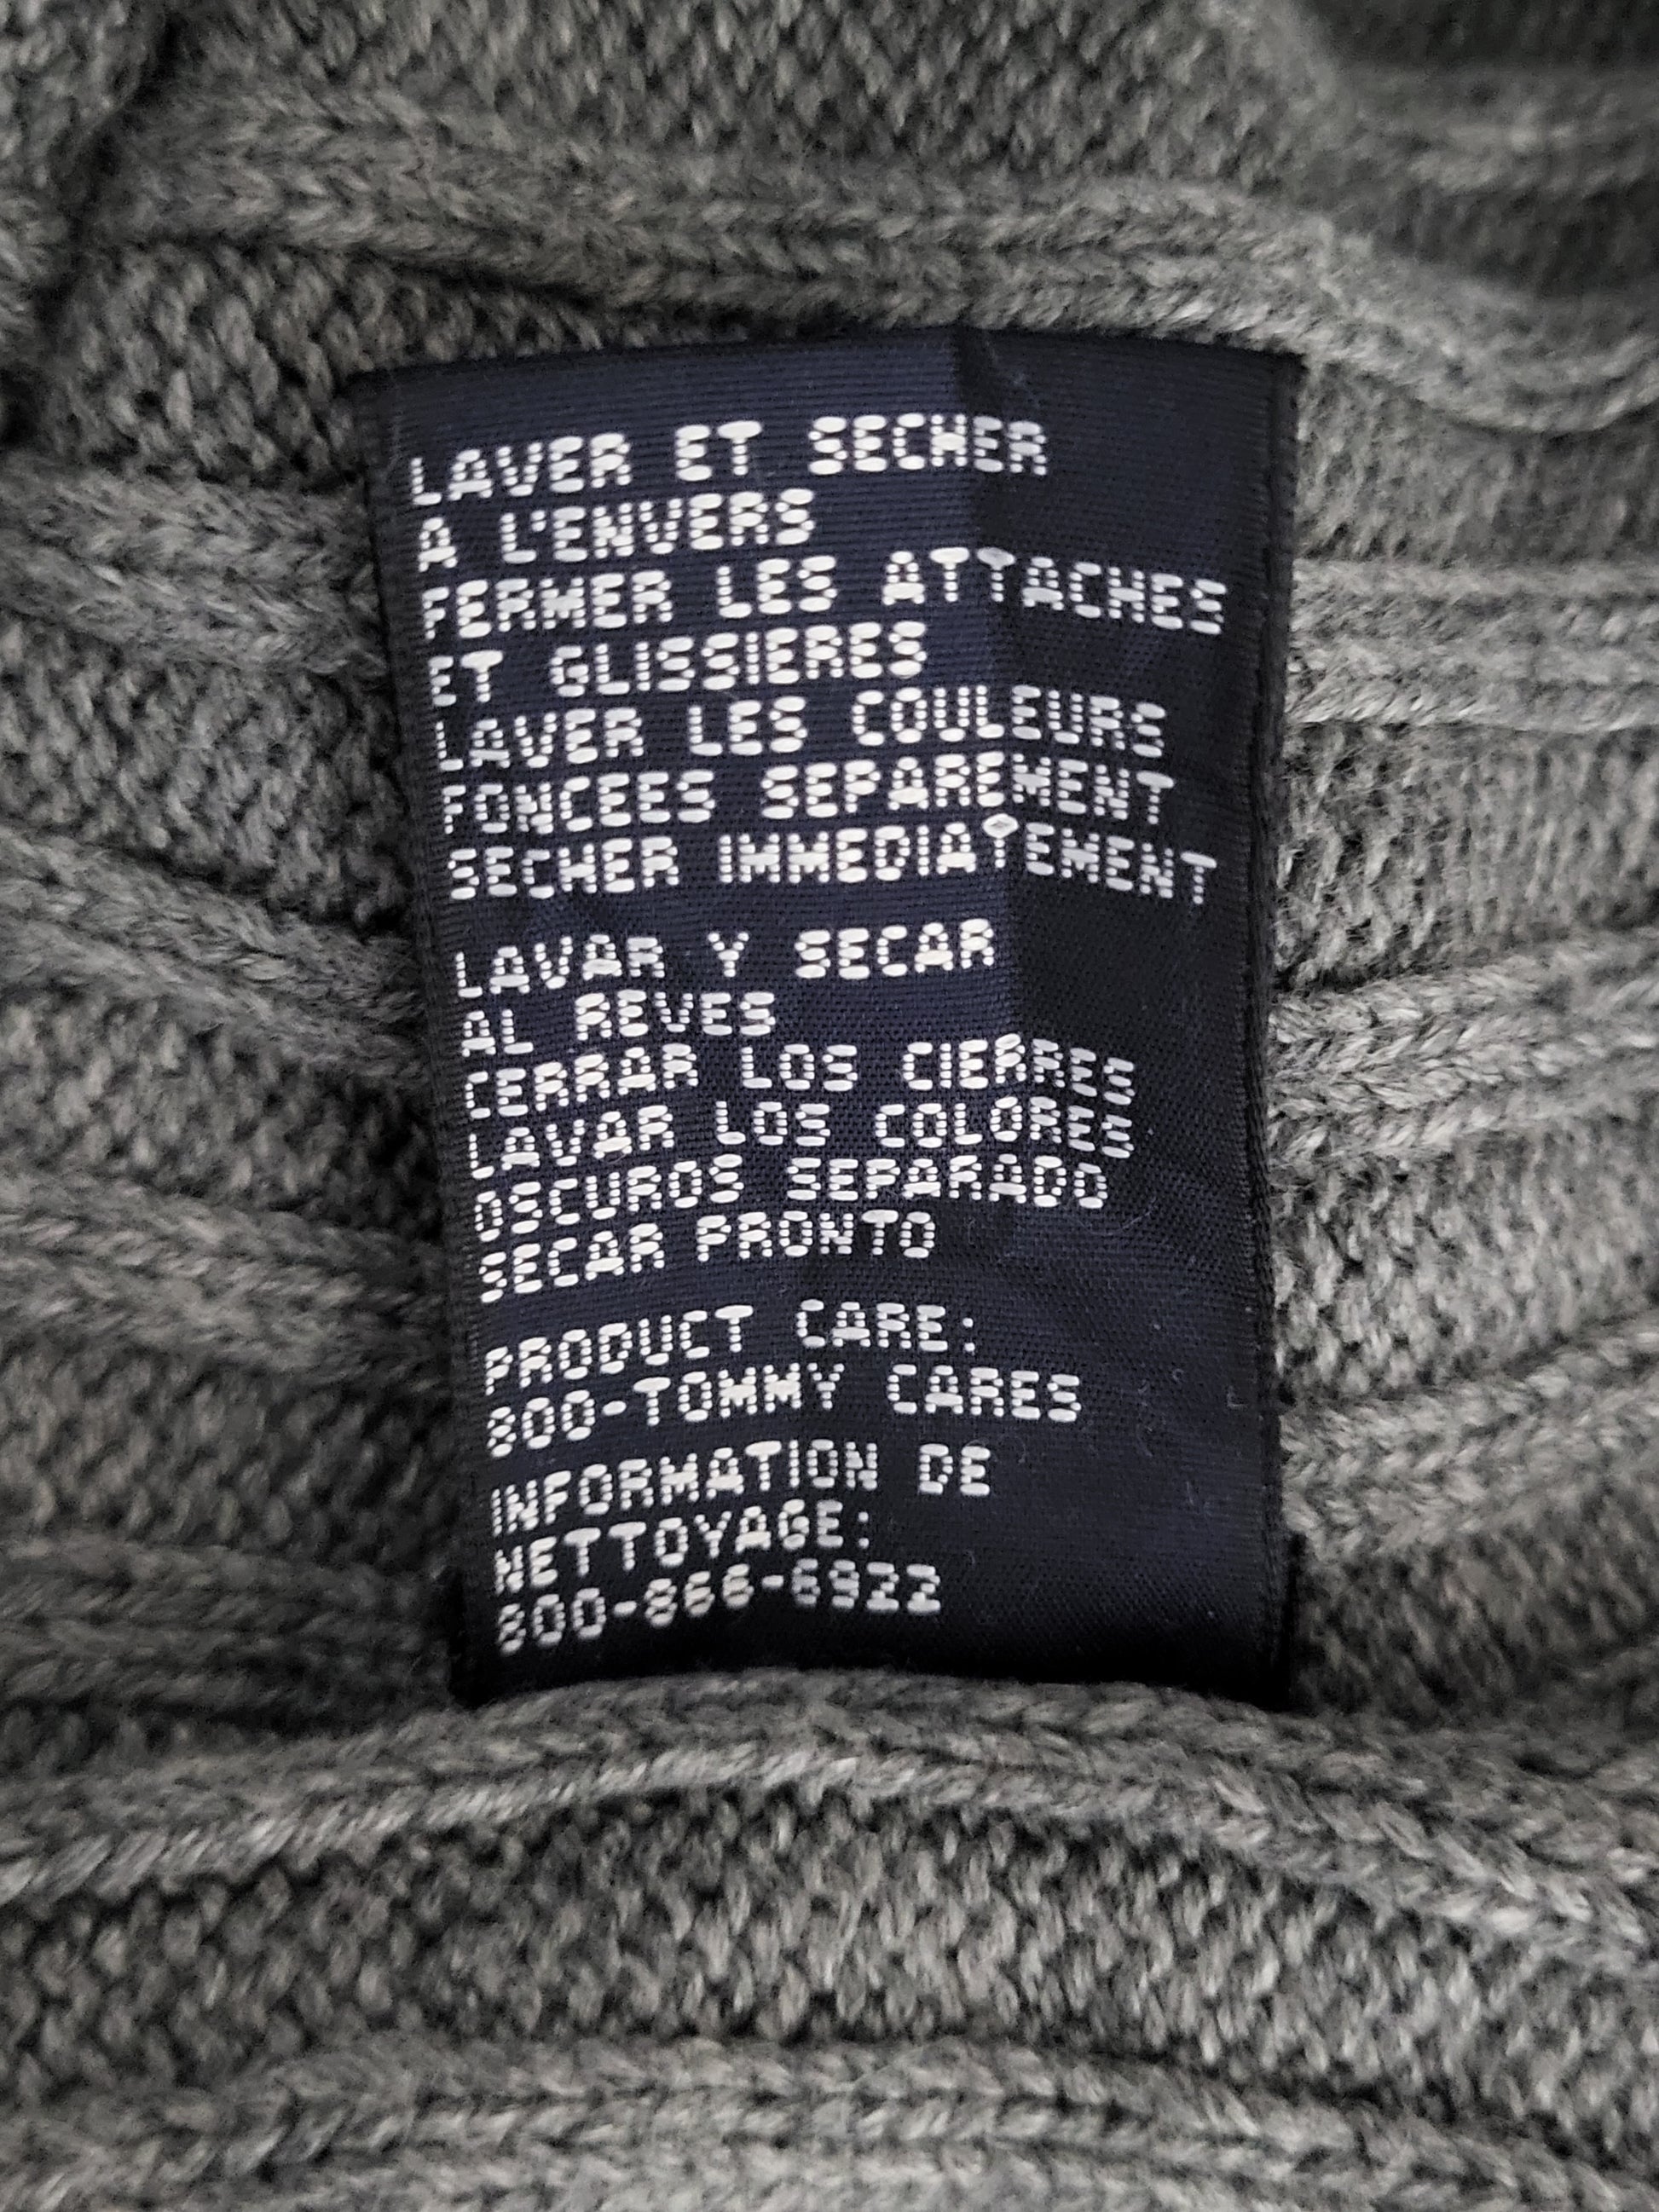 LAVER ET SECHER
A L'ENVERS
FERMER LES ATTACHES
ET GLISSIERES
LAVER LES COULEURS
FONCEES SEPAREMENT
SECHER IMMEDIATEMENT
LAVAR Y SECAR
AL REVES
CERRAR LOS CIERRES
LAVAR LOS COLORES
OSCUROS SEPARADO
SECAR PRONTO
PRODUCT CARE:
800-TOMMY CARES
INFORMATION DE
NETTOYAGE:
800-866-6922